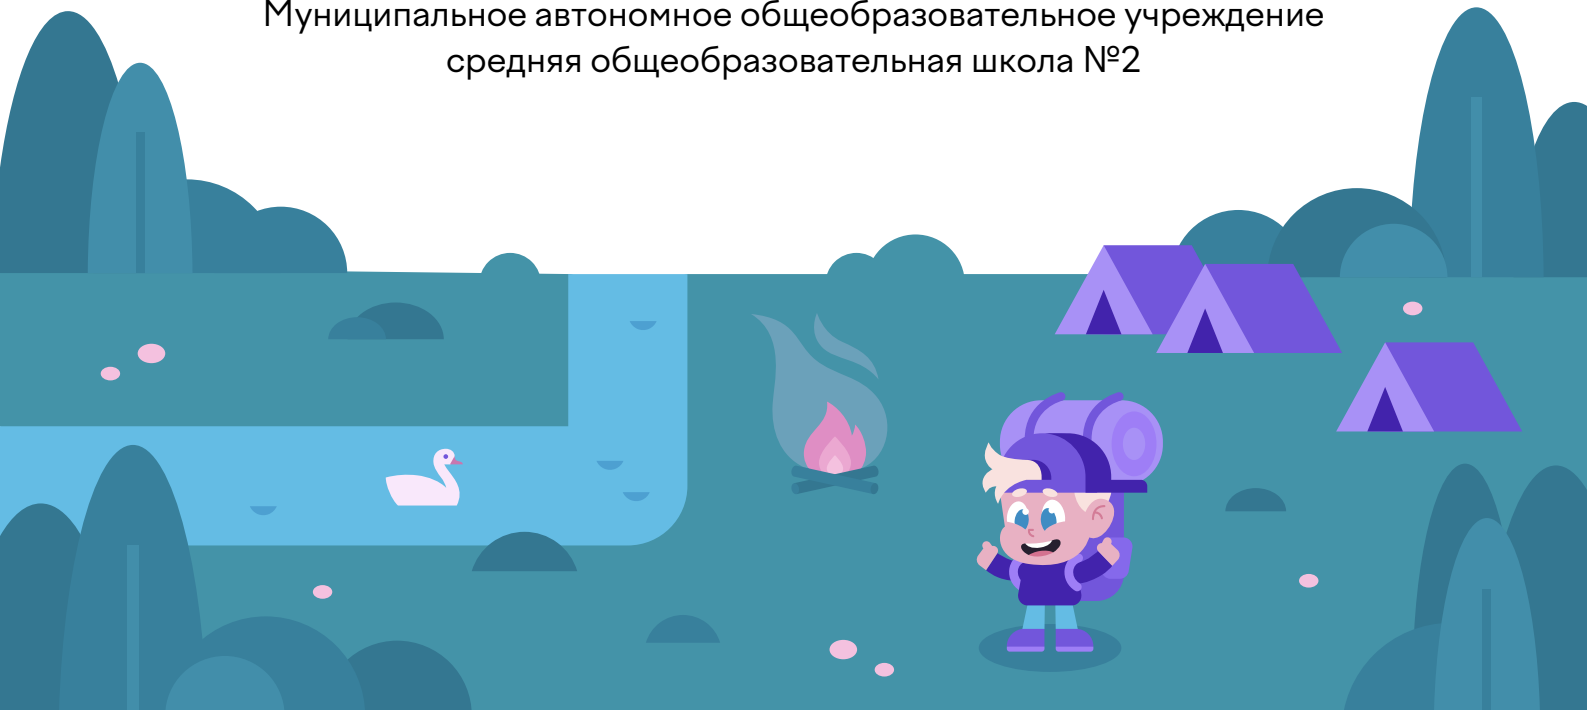 Муниципальное автономное общеобразовательное учреждение
средняя общеобразовательная школа №2